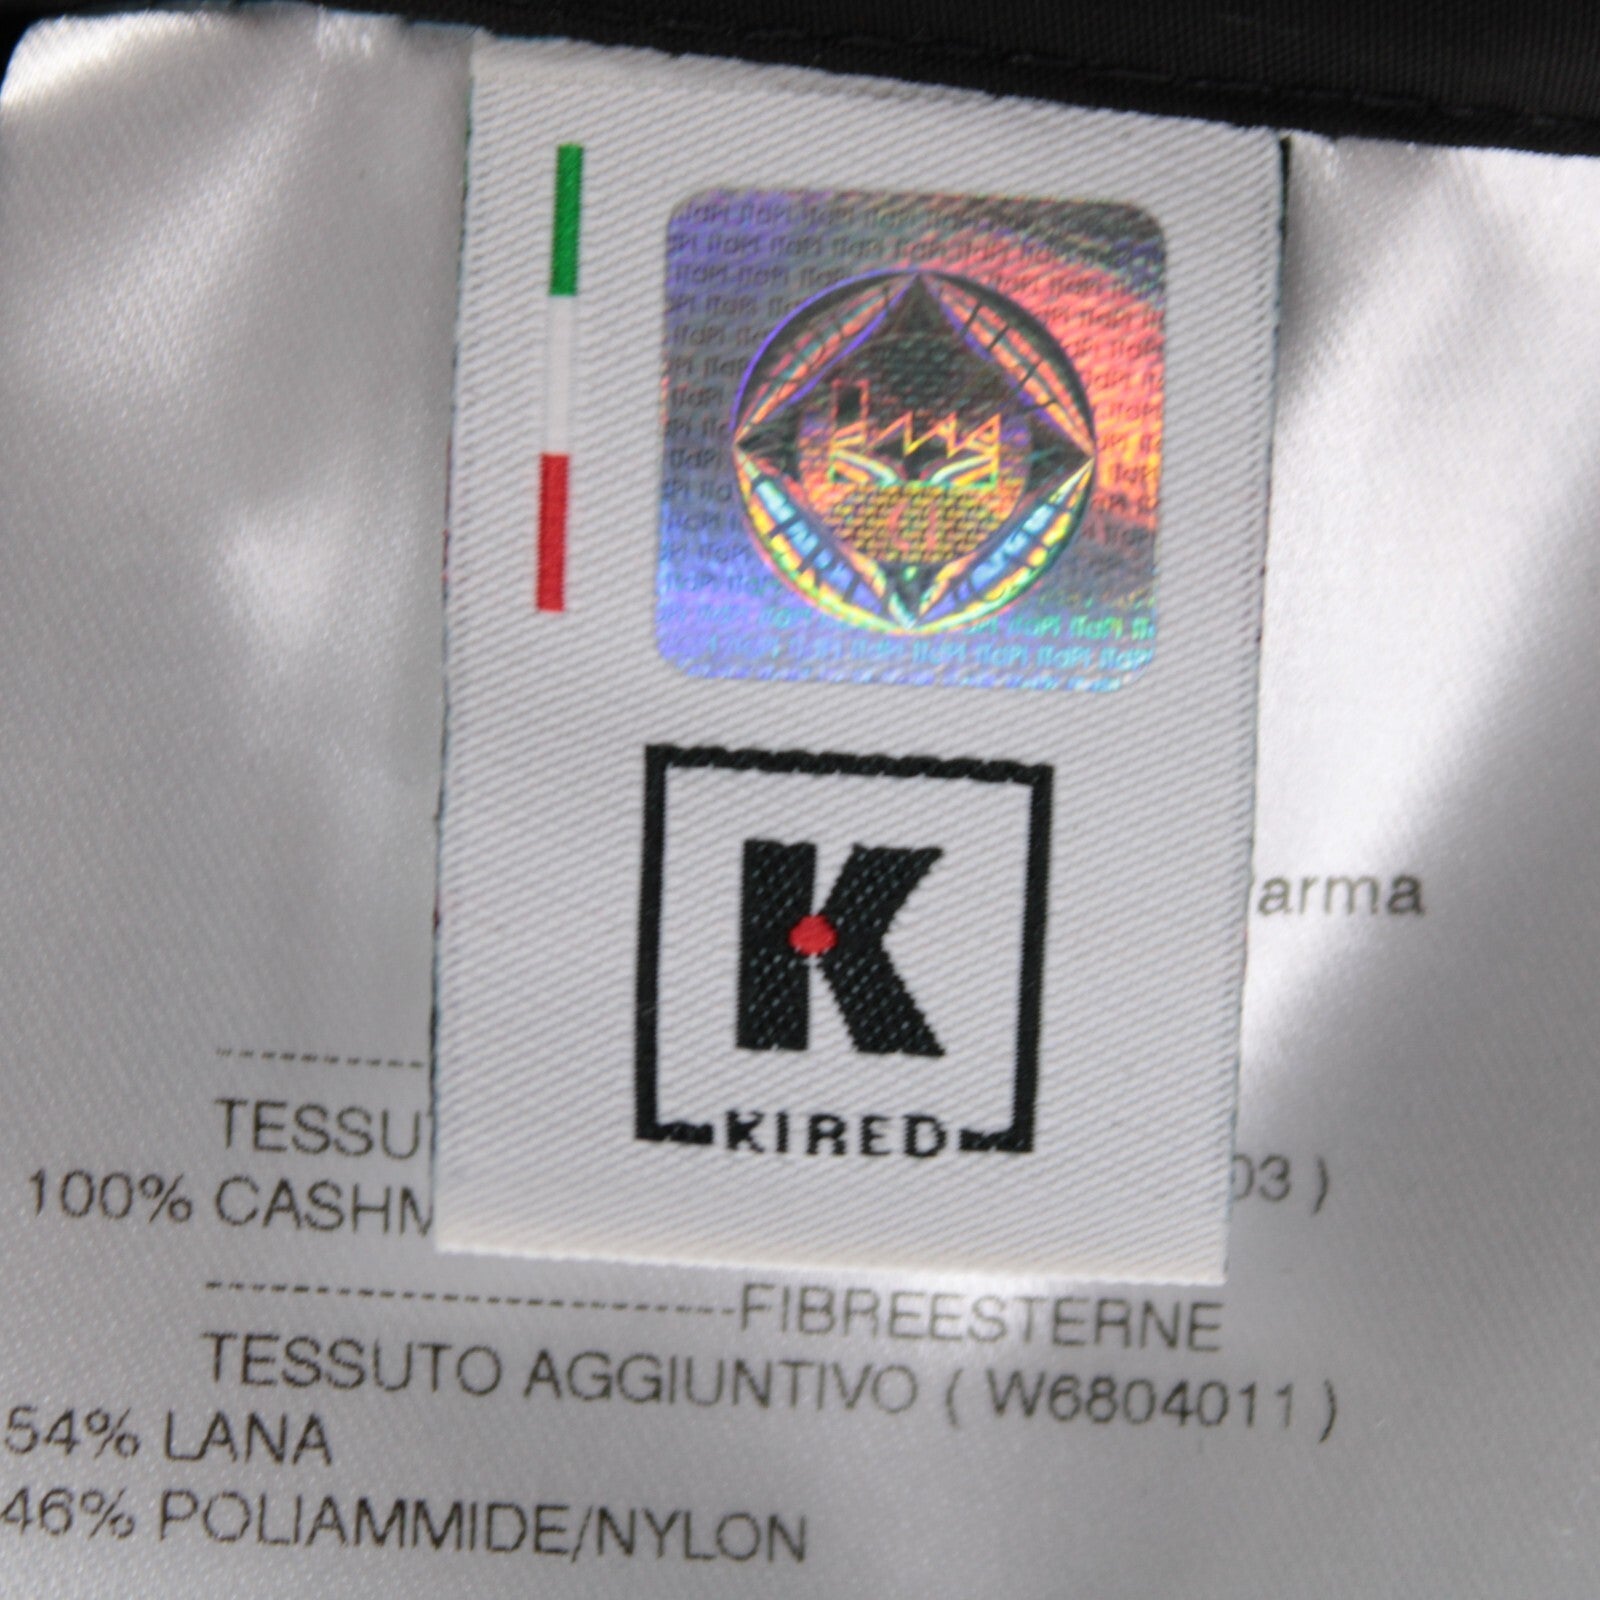 K
KIRED
arma
TESSU
03 )
100% CASHM
FIBREESTERNE
TESSUTO AGGIUNTIVO ( W6804011 )
54% LANA
46% POLIAMMIDE/NYLON